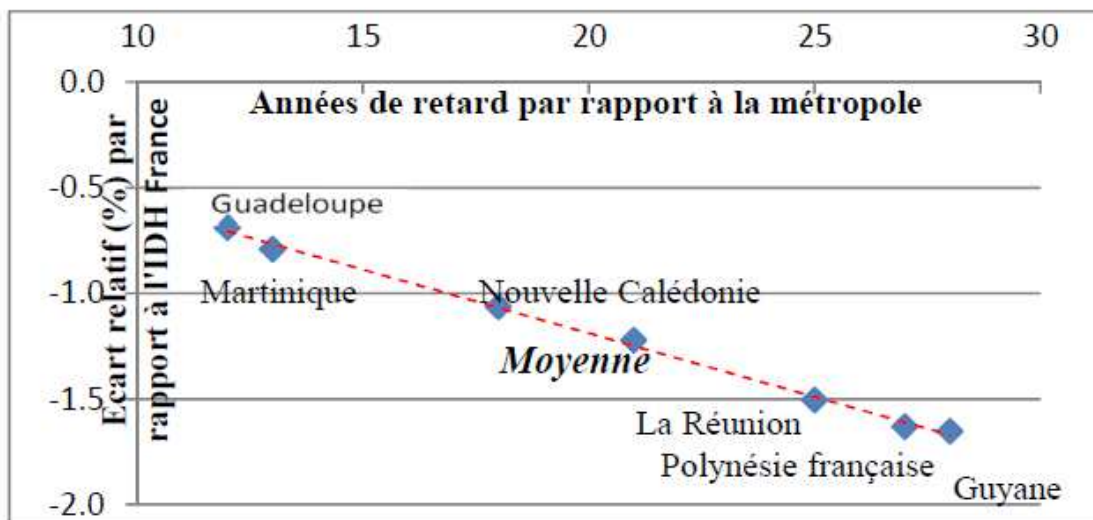 10 15 20 25 30
0.0
Années de retard par rapport à la métropole
Ecart relatif (%) par
rapport à l'IDH France
-0.5
Guadeloupe
-1.0
Martinique
Nouvelle Calédonie
Moyenne
-1.5
La Réunion
Polynésie française
Guyane
-2.0